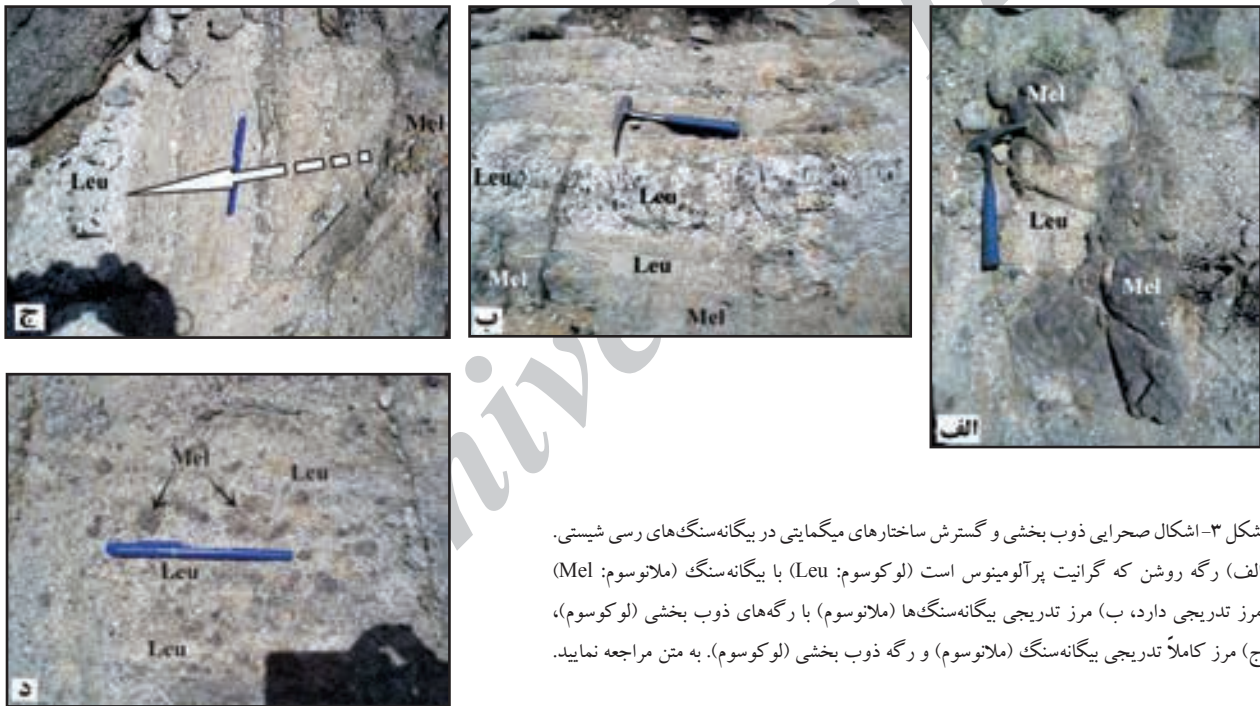 Mel
Leu
Mel
الف
Leu
Leu
Leu
Mel
Mel
ب
Leu
Mel
ج
Mel
Leu
Leu
Leu
د
شکل ۳- اشکال صحرایی ذوب بخشی و گسترش ساختارهای میگمایتی در بیگانه‌سنگ‌های رسی شیستی.
الف) رگه روشن که گرانیت پرآلومینوس است (لوکوسوم: Leu) با بیگانه‌سنگ (ملانوسوم: Mel)
مرز تدریجی دارد، ب) مرز تدریجی بیگانه‌سنگ‌ها (ملانوسوم) با رگه‌های ذوب بخشی (لوکوسوم)،
ج) مرز کاملاً تدریجی بیگانه‌سنگ (ملانوسوم) و رگه ذوب بخشی (لوکوسوم). به متن مراجعه نمایید.